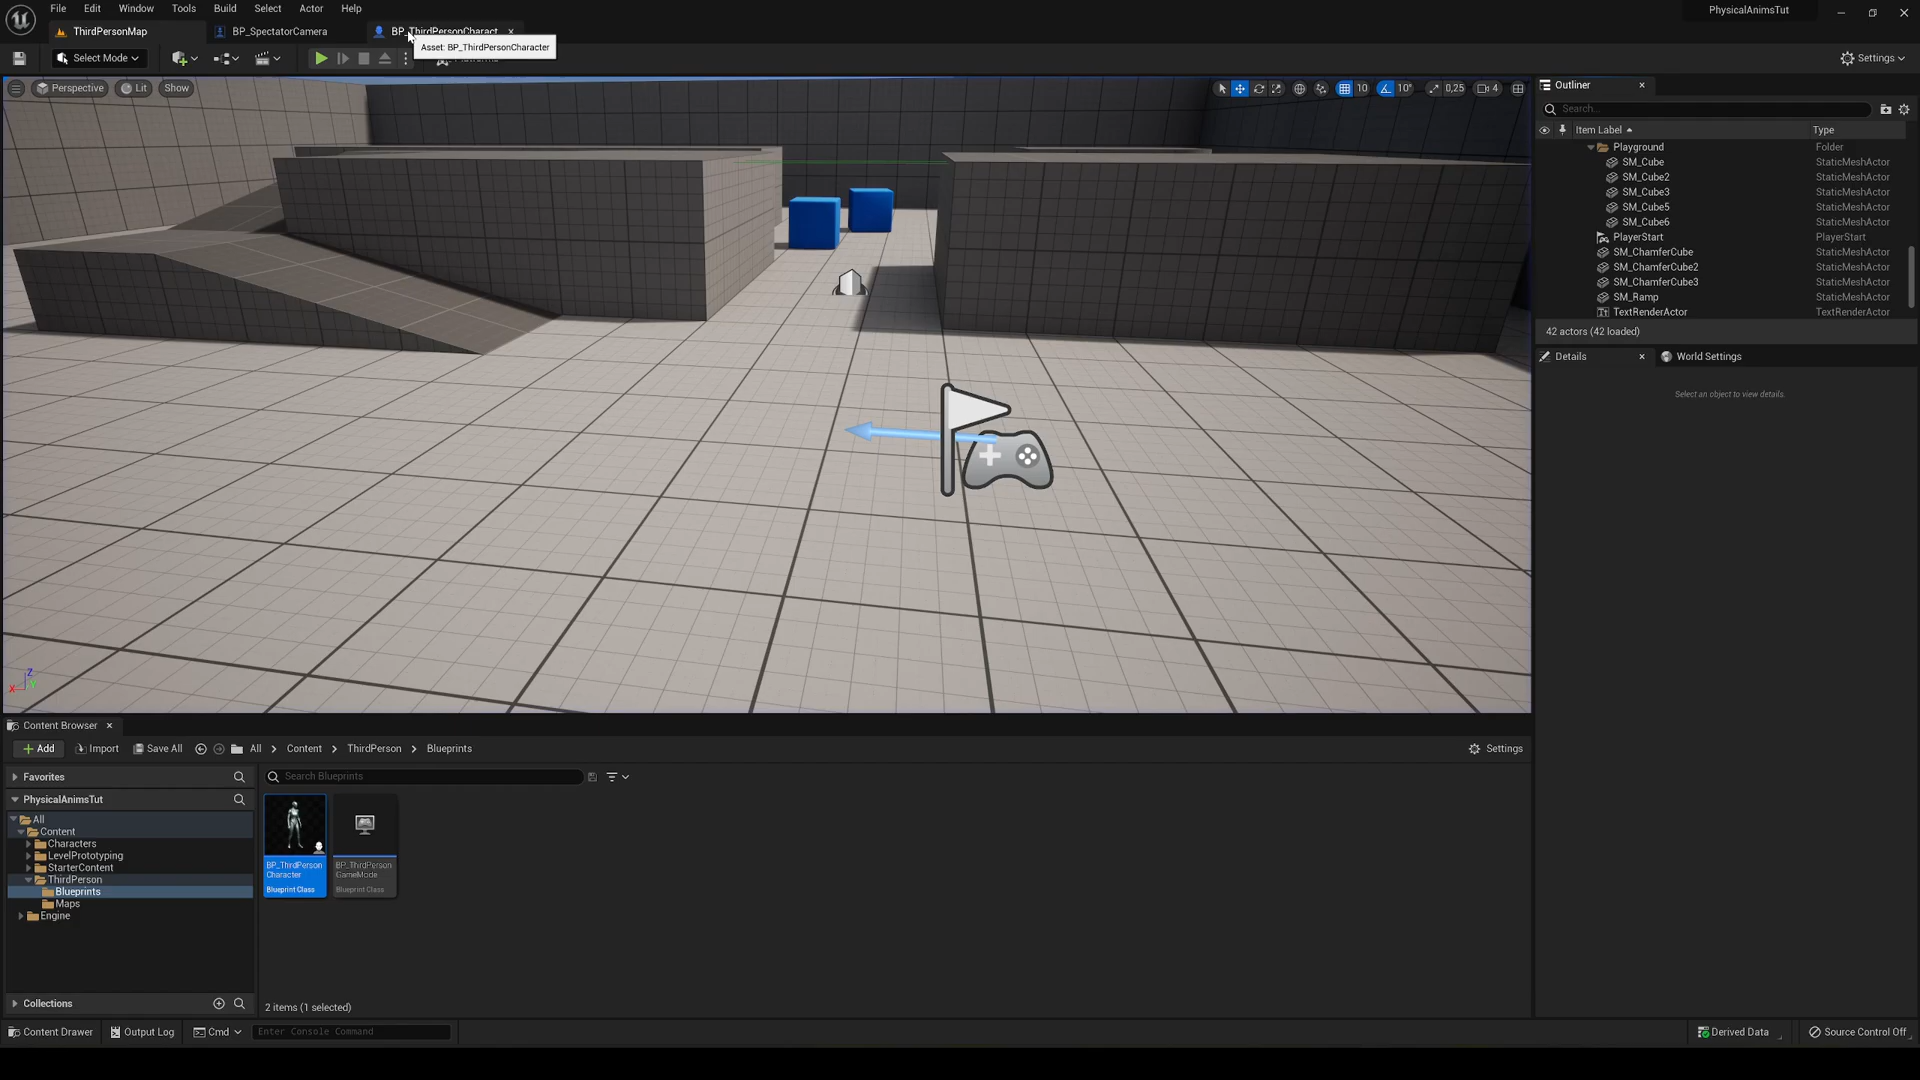 File Edit Window Tools Build Select Actor Help
PhysicalAnimsTut
ThirdPersonMap
BP_SpectatorCamera
BP_ThirdPersonCharact
Asset: BP_ThirdPersonCharacter
Select Mode
Settings
Perspective
Lit
Show
10
10°
0,25
4
Outliner
Search...
Item Label
Type
Playground Folder
SM_Cube StaticMeshActor
SM_Cube2 StaticMeshActor
SM_Cube3 StaticMeshActor
SM_Cube5 StaticMeshActor
SM_Cube6 StaticMeshActor
PlayerStart PlayerStart
SM_ChamferCube StaticMeshActor
SM_ChamferCube2 StaticMeshActor
SM_ChamferCube3 StaticMeshActor
SM_Ramp StaticMeshActor
TextRenderActor TextRenderActor
42 actors (42 loaded)
Details
World Settings
Select an object to view details.
Z
X
Y
Content Browser
Add
Import
Save All
All > Content > ThirdPerson > Blueprints
Settings
Favorites
PhysicalAnimsTut
All
Content
Characters
LevelPrototyping
StarterContent
ThirdPerson
Blueprints
Maps
Engine
Collections
Search Blueprints
BP_ThirdPerson
Character
Blueprint Class
BP_ThirdPerson
GameMode
Blueprint Class
2 items (1 selected)
Content Drawer
Output Log
Cmd
Enter Console Command
Derived Data
Source Control Off